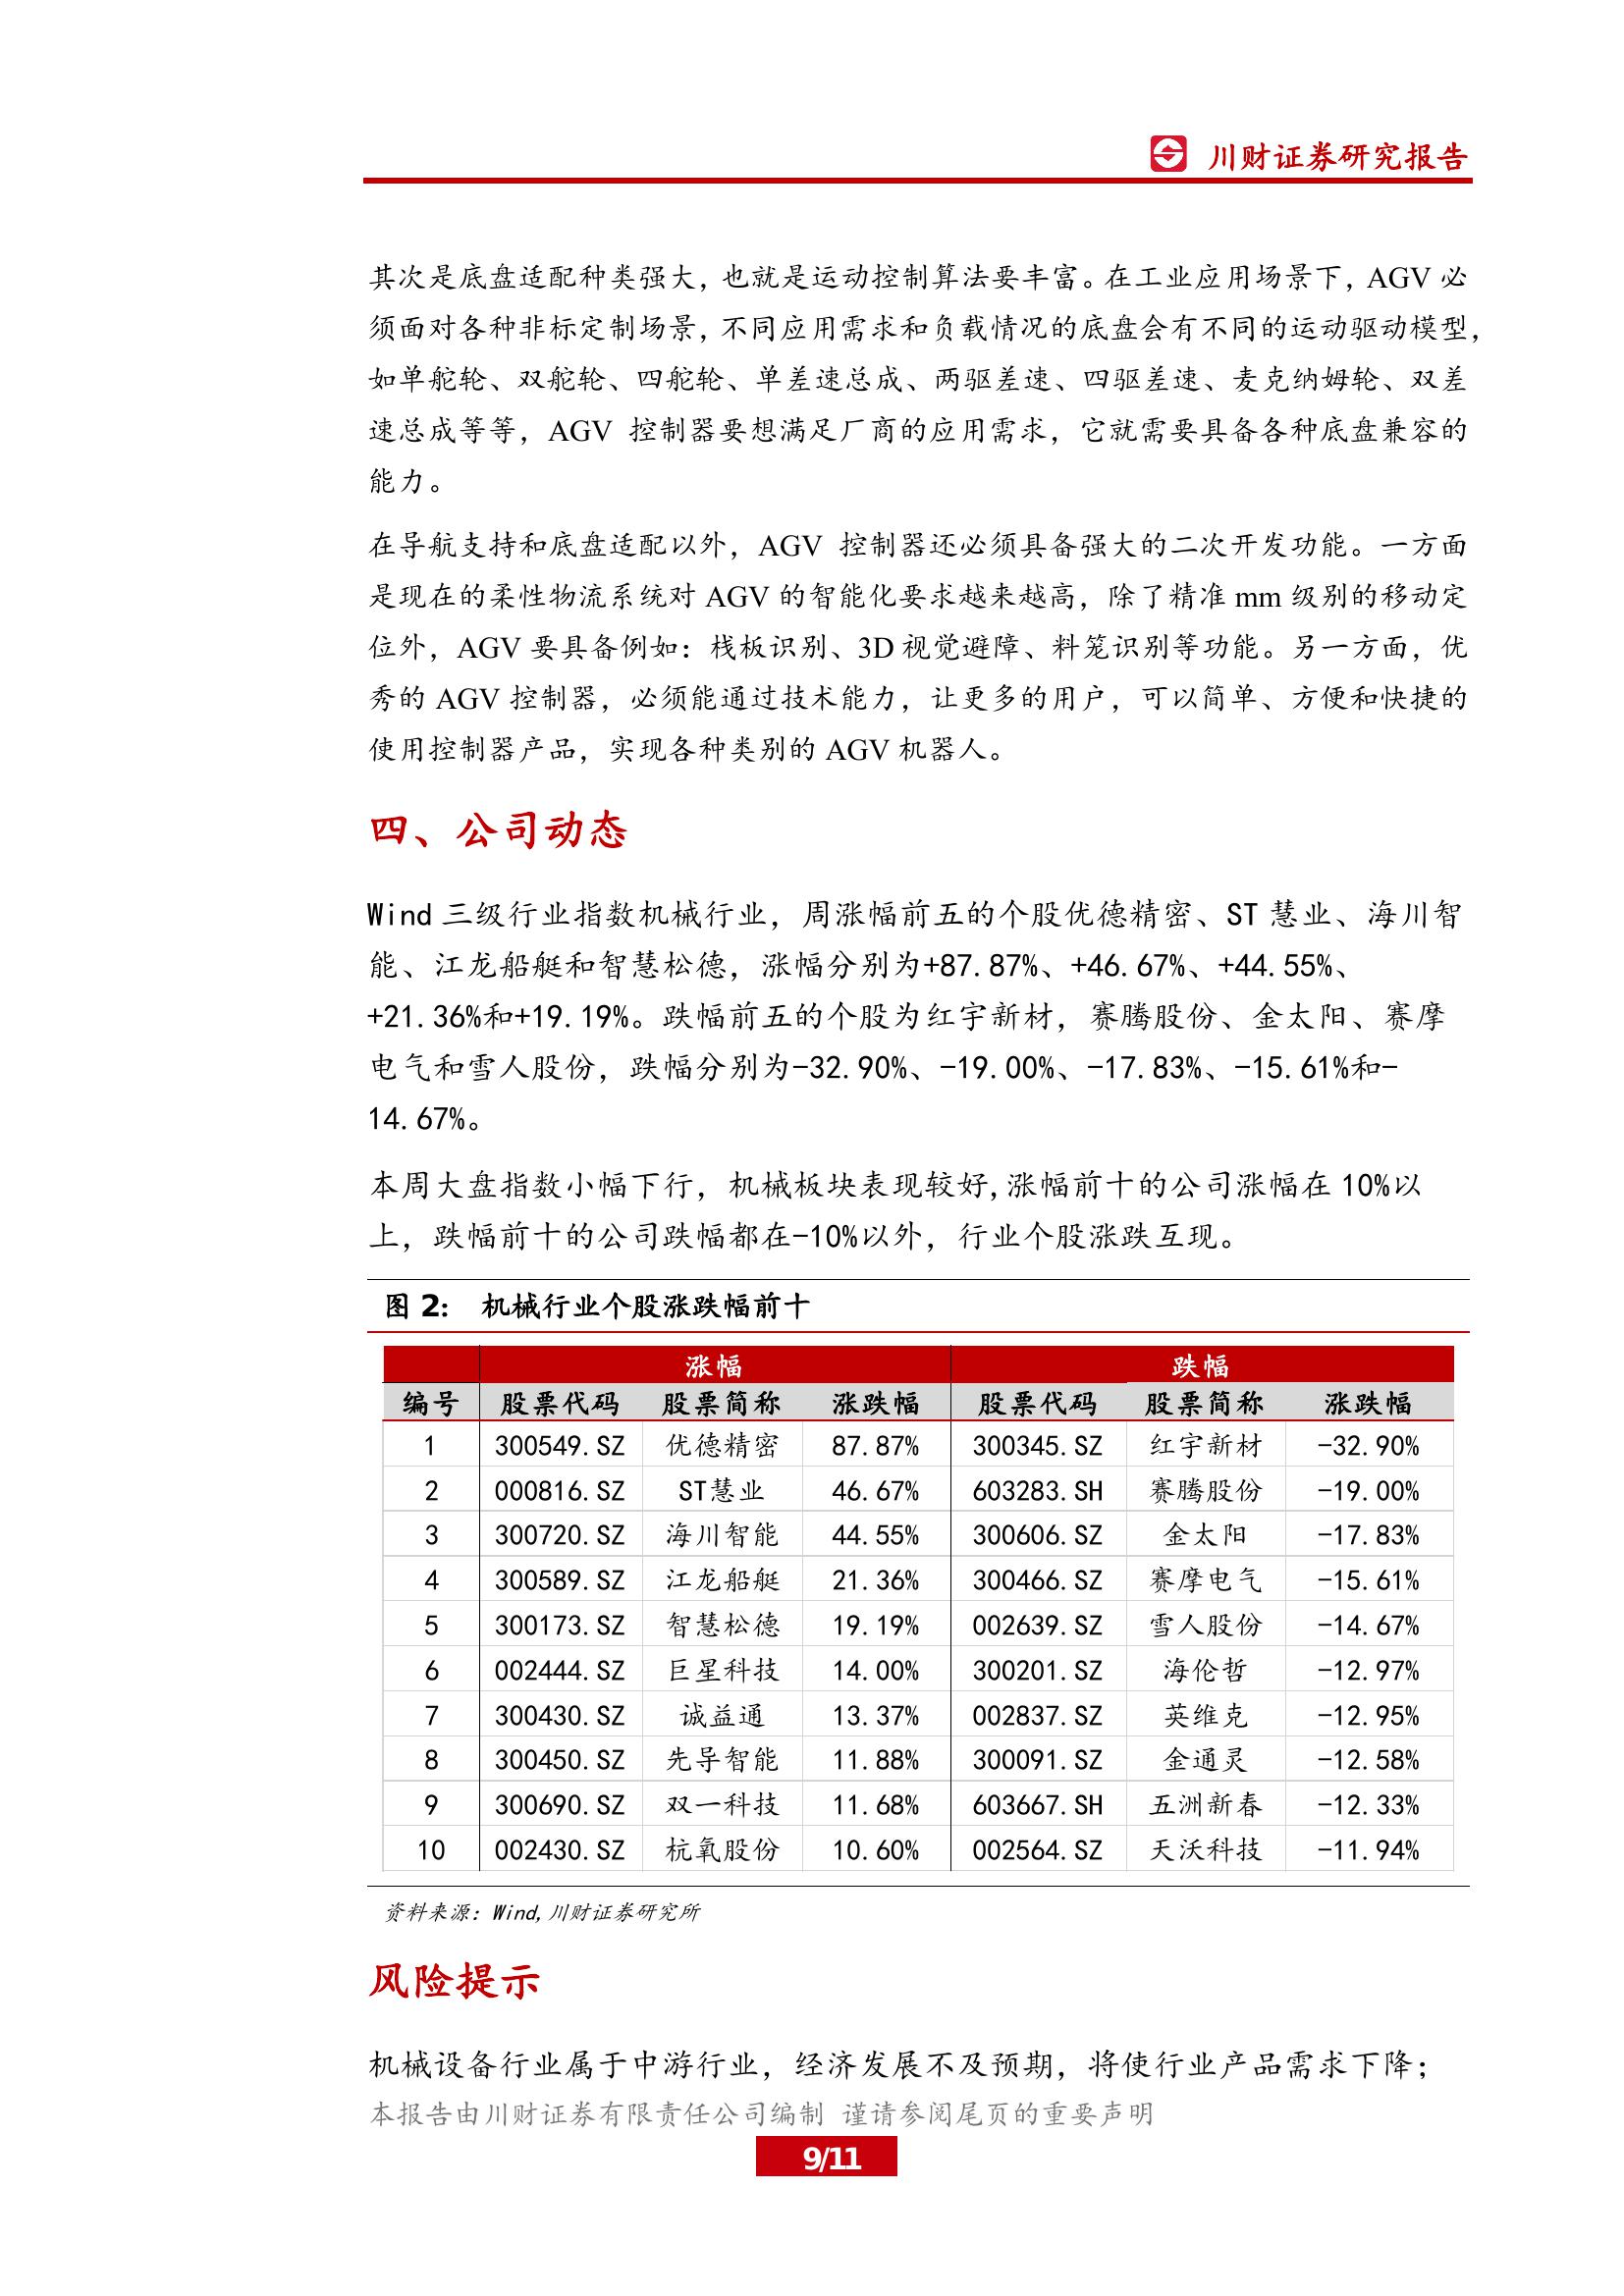 川财证券研究报告
其次是底盘适配种类强大，也就是运动控制算法要丰富。在工业应用场景下，AGV 必
须面对各种非标定制场景，不同应用需求和负载情况的底盘会有不同的运动驱动模型，
如单舵轮、双舵轮、四舵轮、单差速总成、两驱差速、四驱差速、麦克纳姆轮、双差
速总成等等，AGV 控制器要想满足厂商的应用需求，它就需要具备各种底盘兼容的
能力。
在导航支持和底盘适配以外，AGV 控制器还必须具备强大的二次开发功能。一方面
是现在的柔性物流系统对 AGV 的智能化要求越来越高，除了精准 mm 级别的移动定
位外，AGV 要具备例如：栈板识别、3D 视觉避障、料笼识别等功能。另一方面，优
秀的 AGV 控制器，必须能通过技术能力，让更多的用户，可以简单、方便和快捷的
使用控制器产品，实现各种类别的 AGV 机器人。
四、公司动态
Wind 三级行业指数机械行业，周涨幅前五的个股优德精密、ST 慧业、海川智
能、江龙船艇和智慧松德，涨幅分别为+87.87%、+46.67%、+44.55%、
+21.36%和+19.19%。跌幅前五的个股为红宇新材，赛腾股份、金太阳、赛摩
电气和雪人股份，跌幅分别为-32.90%、-19.00%、-17.83%、-15.61%和-
14.67%。
本周大盘指数小幅下行，机械板块表现较好,涨幅前十的公司涨幅在 10%以
上，跌幅前十的公司跌幅都在-10%以外，行业个股涨跌互现。
图 2： 机械行业个股涨跌幅前十
涨幅 跌幅
编号 股票代码 股票简称 涨跌幅 股票代码 股票简称 涨跌幅
1 300549.SZ 优德精密 87.87% 300345.SZ 红宇新材 -32.90%
2 000816.SZ ST慧业 46.67% 603283.SH 赛腾股份 -19.00%
3 300720.SZ 海川智能 44.55% 300606.SZ 金太阳 -17.83%
4 300589.SZ 江龙船艇 21.36% 300466.SZ 赛摩电气 -15.61%
5 300173.SZ 智慧松德 19.19% 002639.SZ 雪人股份 -14.67%
6 002444.SZ 巨星科技 14.00% 300201.SZ 海伦哲 -12.97%
7 300430.SZ 诚益通 13.37% 002837.SZ 英维克 -12.95%
8 300450.SZ 先导智能 11.88% 300091.SZ 金通灵 -12.58%
9 300690.SZ 双一科技 11.68% 603667.SH 五洲新春 -12.33%
10 002430.SZ 杭氧股份 10.60% 002564.SZ 天沃科技 -11.94%
资料来源：Wind,川财证券研究所
风险提示
机械设备行业属于中游行业，经济发展不及预期，将使行业产品需求下降；
本报告由川财证券有限责任公司编制 谨请参阅尾页的重要声明
9/11